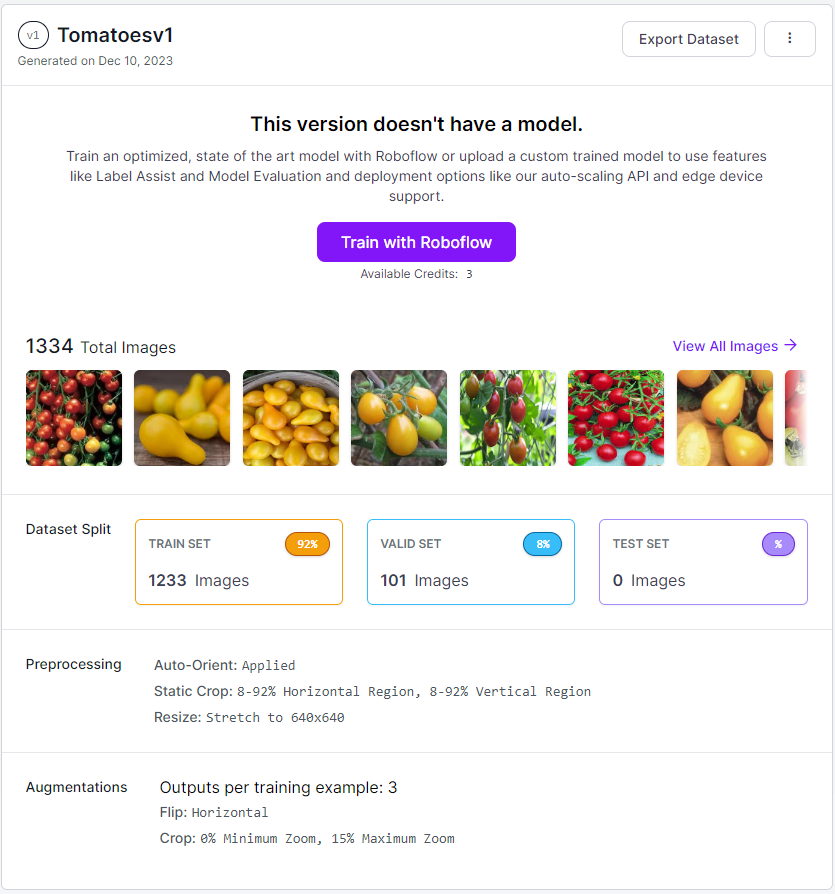 v1 Tomatoesv1
Generated on Dec 10, 2023
Export Dataset
This version doesn't have a model.
Train an optimized, state of the art model with Roboflow or upload a custom trained model to use features
like Label Assist and Model Evaluation and deployment options like our auto-scaling API and edge device
support.
Train with Roboflow
Available Credits: 3
1334 Total Images
View All Images →
Dataset Split
TRAIN SET 92%
1233 Images
VALID SET 8%
101 Images
TEST SET %
0 Images
Preprocessing
Auto-Orient: Applied
Static Crop: 8-92% Horizontal Region, 8-92% Vertical Region
Resize: Stretch to 640x640
Augmentations
Outputs per training example: 3
Flip: Horizontal
Crop: 0% Minimum Zoom, 15% Maximum Zoom